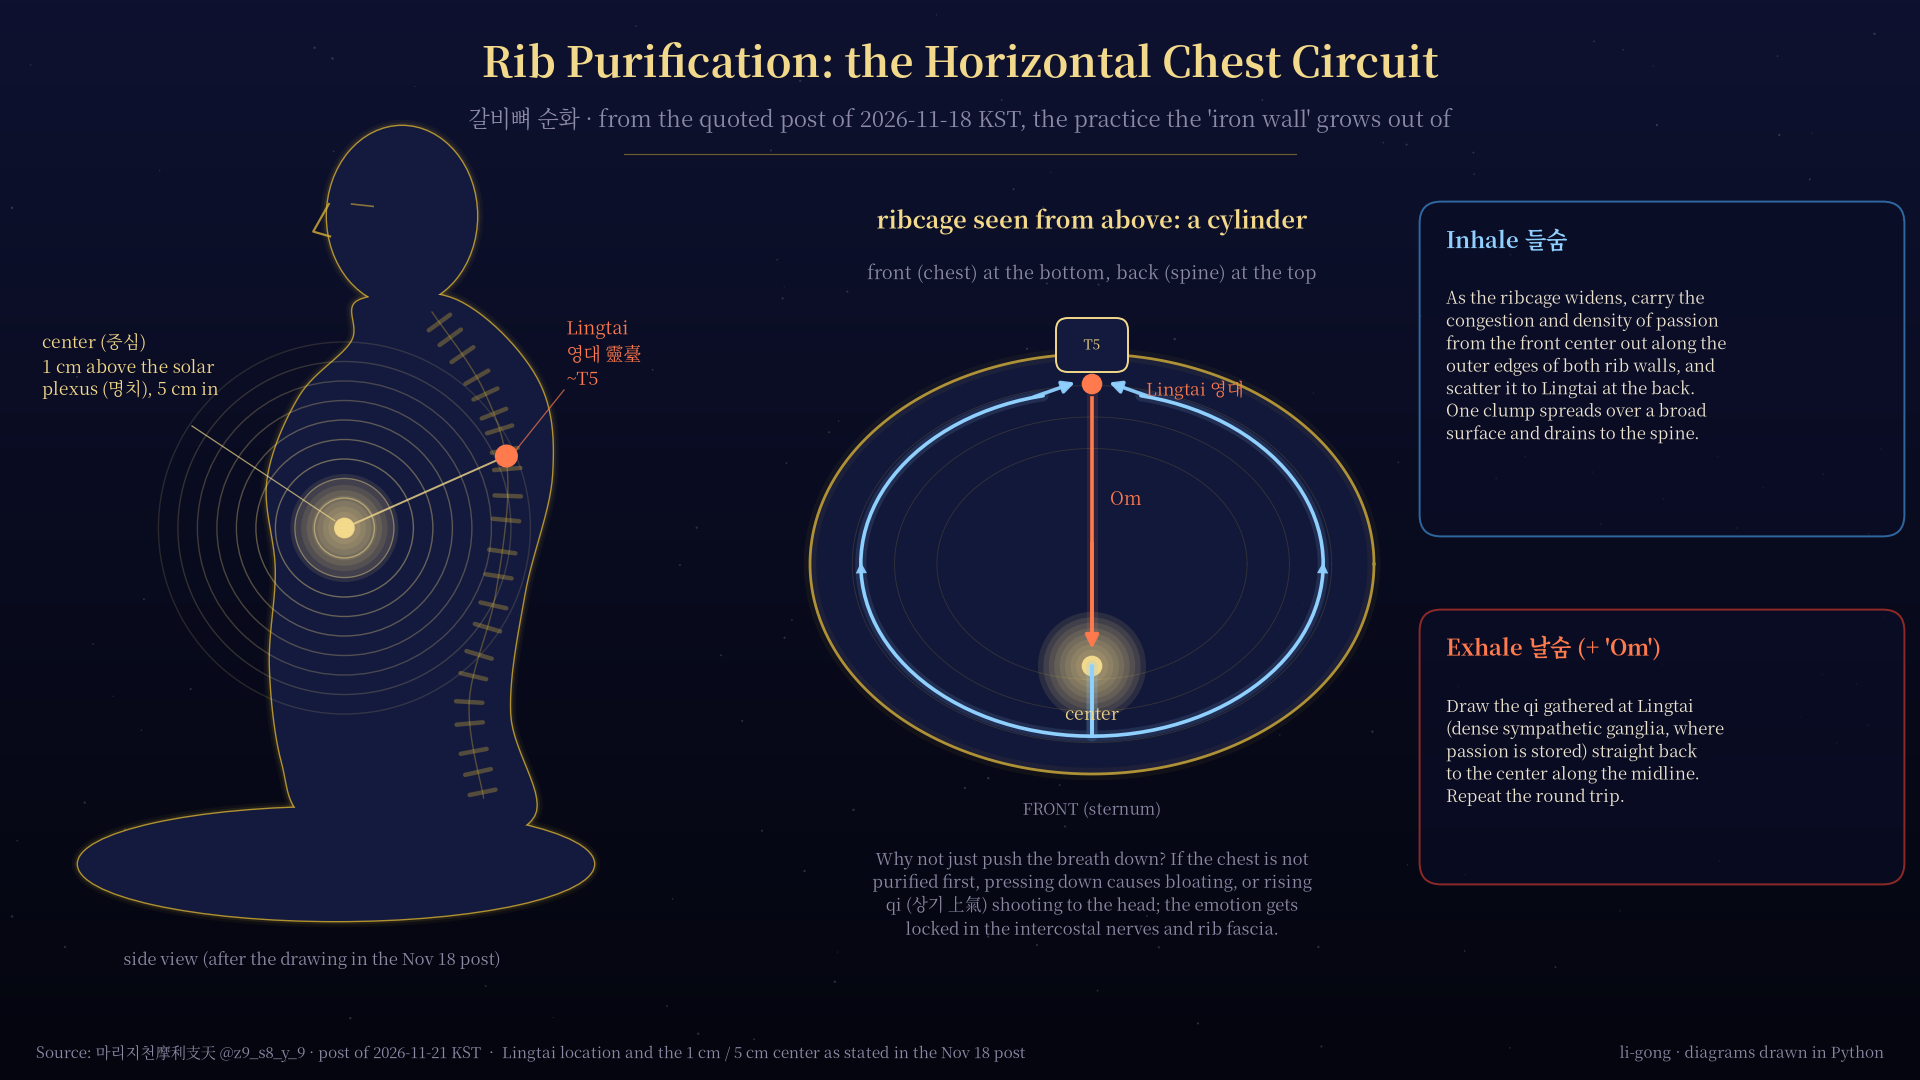 Rib Purification: the Horizontal Chest Circuit
갈비뼈 순화 · from the quoted post of 2026-11-18 KST, the practice the 'iron wall' grows out of
center (중심)
1 cm above the solar
plexus (명치), 5 cm in
Lingtai
영대 靈臺
~T5
side view (after the drawing in the Nov 18 post)
ribcage seen from above: a cylinder
front (chest) at the bottom, back (spine) at the top
T5
Lingtai 영대
Om
center
FRONT (sternum)
Why not just push the breath down? If the chest is not
purified first, pressing down causes bloating, or rising
qi (상기 上氣) shooting to the head; the emotion gets
locked in the intercostal nerves and rib fascia.
Inhale 들숨
As the ribcage widens, carry the
congestion and density of passion
from the front center out along the
outer edges of both rib walls, and
scatter it to Lingtai at the back.
One clump spreads over a broad
surface and drains to the spine.
Exhale 날숨 (+ 'Om')
Draw the qi gathered at Lingtai
(dense sympathetic ganglia, where
passion is stored) straight back
to the center along the midline.
Repeat the round trip.
Source: 마리지천摩利支天 @z9_s8_y_9 · post of 2026-11-21 KST · Lingtai location and the 1 cm / 5 cm center as stated in the Nov 18 post
li-gong · diagrams drawn in Python